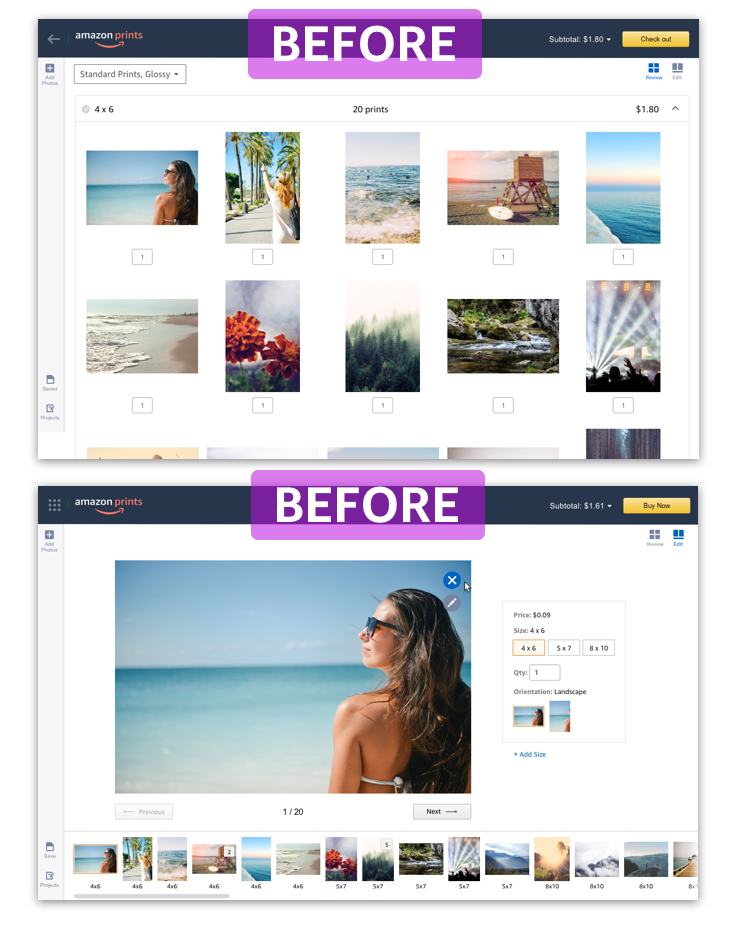 BEFORE
amazon prints
Subtotal: $1.80
Check out
Add
Photos
Standard Prints, Glossy
Review
Edit
4 x 6
20 prints
$1.80
1
1
1
1
1
1
1
1
1
1
Saved
Projects
BEFORE
amazon prints
Subtotal: $1.61
Buy Now
Add
Photos
Review
Edit
Price: $0.09
Size: 4 x 6
4 x 6
5 x 7
8 x 10
Qty: 1
Orientation: Landscape
+ Add Size
Previous
1 / 20
Next
2
5
4x6
4x6
4x6
4x6
4x6
4x6
5x7
5x7
5x7
5x7
5x7
8x10
8x10
8x10
Save
Projects